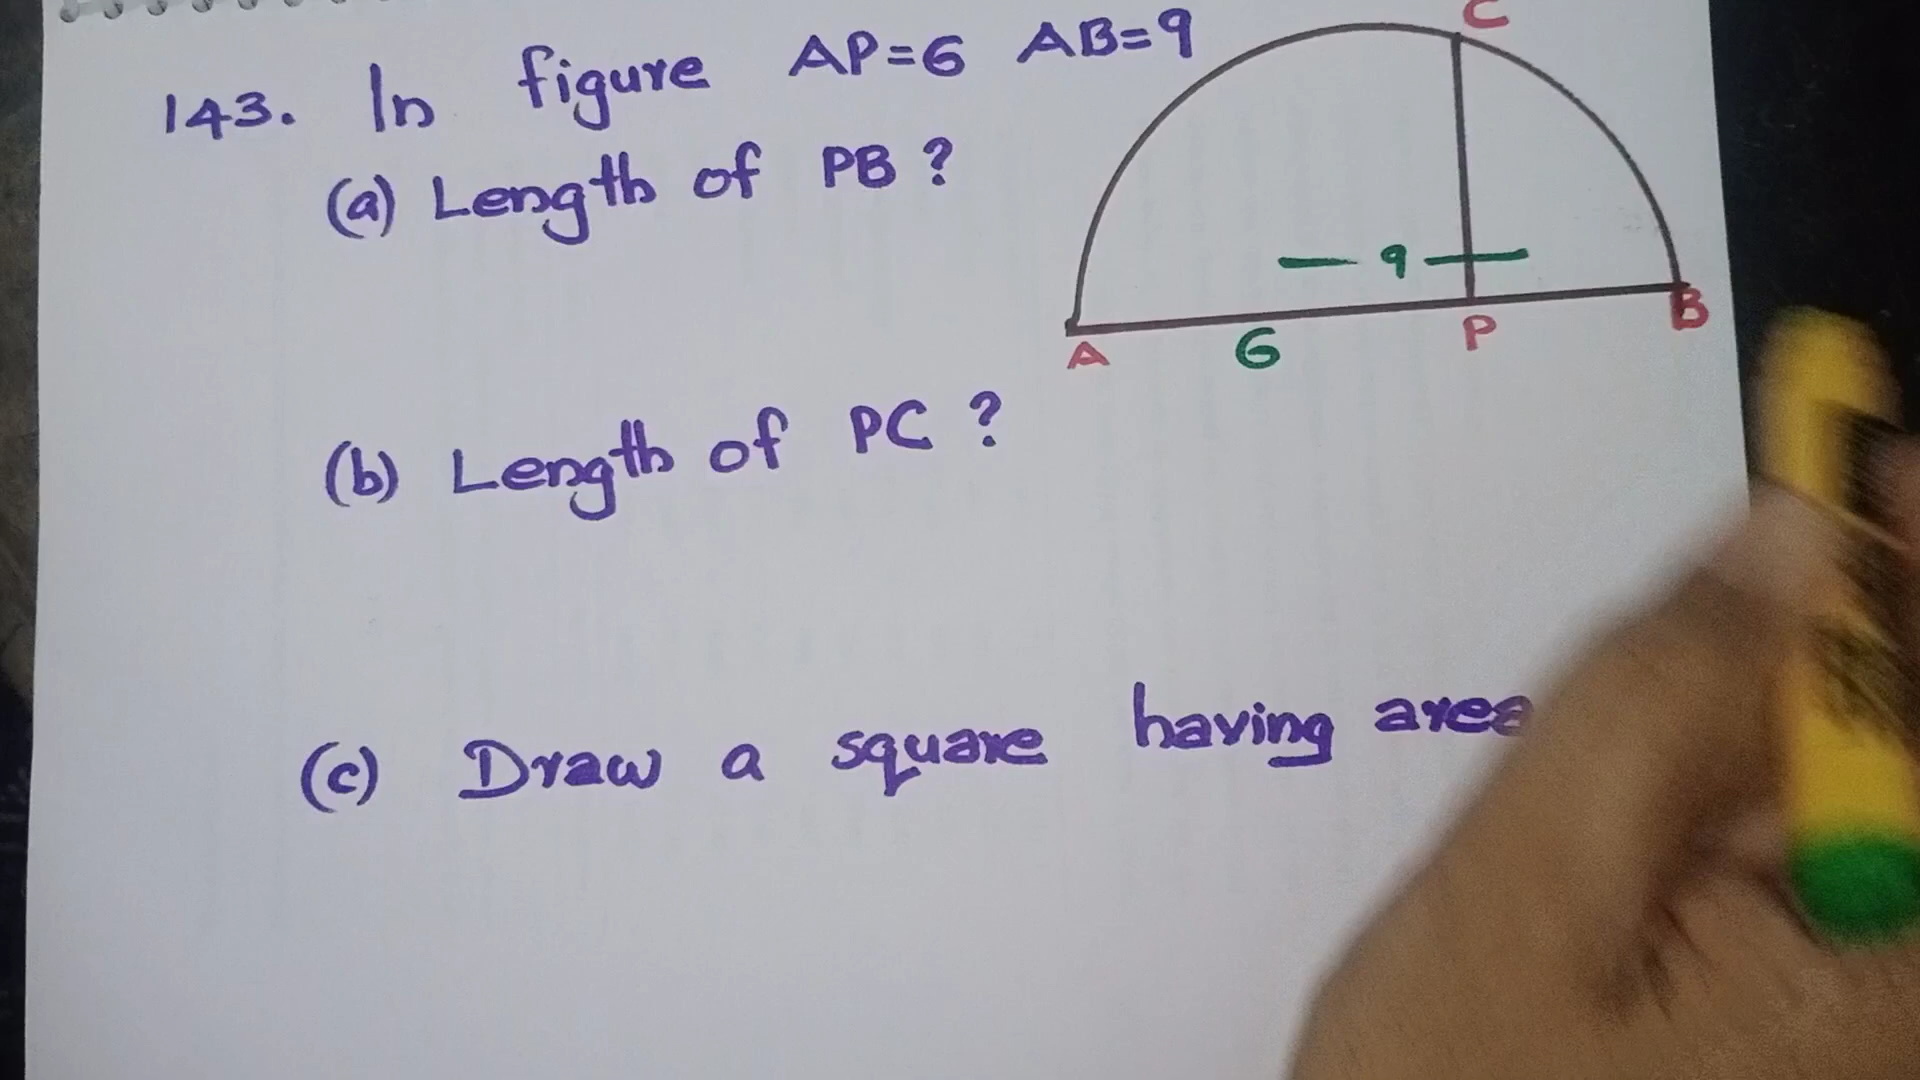 143. In figure AP=6 AB=9
(a) Length of PB ?
(b) Length of PC ?
(c) Draw a square having area
C
9
A
6
P
B